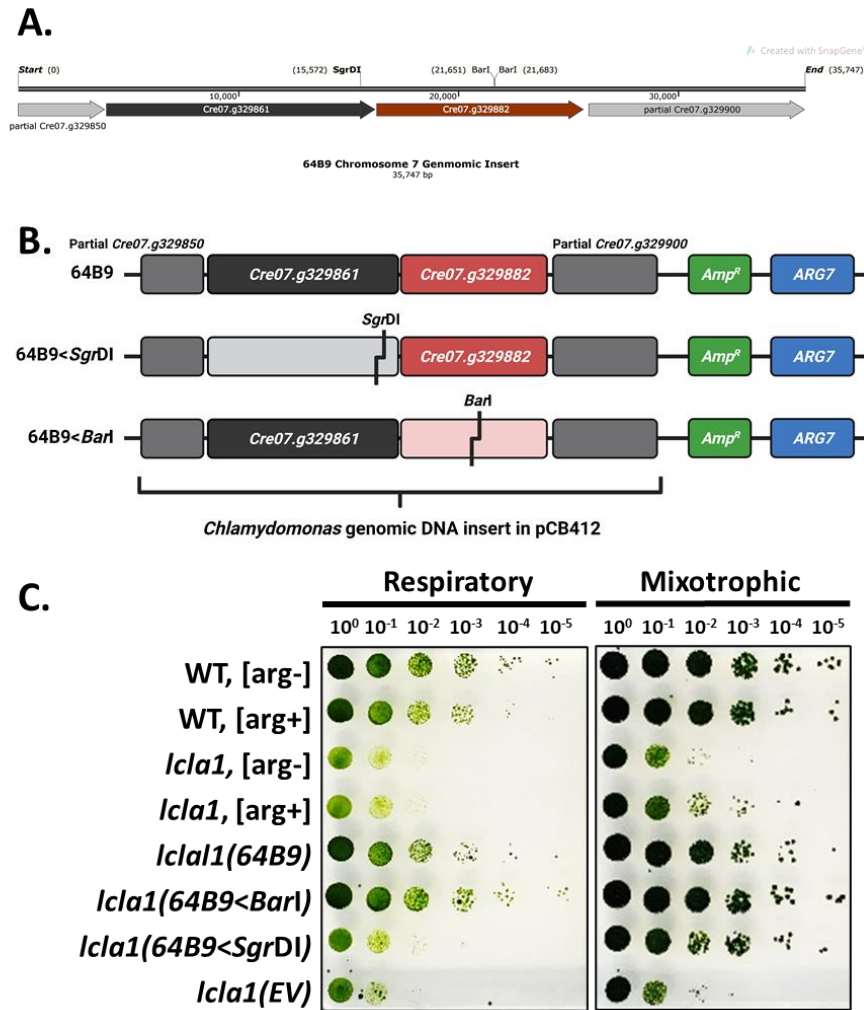 A.
Created with SnapGene®
Start (0) (15,572) SgrDI (21,651) BarI BarI (21,683) End (35,747)
10,000 20,000 30,000
Cre07.g329861 Cre07.g329882 partial Cre07.g329900
partial Cre07.g329850
64B9 Chromosome 7 Genmomic Insert
35,747 bp
B.
Partial Cre07.g329850 Partial Cre07.g329900
64B9 Cre07.g329861 Cre07.g329882 Ampᴿ ARG7
SgrDI
64B9<SgrDI Cre07.g329882 Ampᴿ ARG7
BarI
64B9<BarI Cre07.g329861 Ampᴿ ARG7
Chlamydomonas genomic DNA insert in pCB412
C.
Respiratory Mixotrophic
10⁰ 10⁻¹ 10⁻² 10⁻³ 10⁻⁴ 10⁻⁵ 10⁰ 10⁻¹ 10⁻² 10⁻³ 10⁻⁴ 10⁻⁵
WT, [arg-]
WT, [arg+]
lcla1, [arg-]
lcla1, [arg+]
lclal1(64B9)
lcla1(64B9<BarI)
lcla1(64B9<SgrDI)
lcla1(EV)